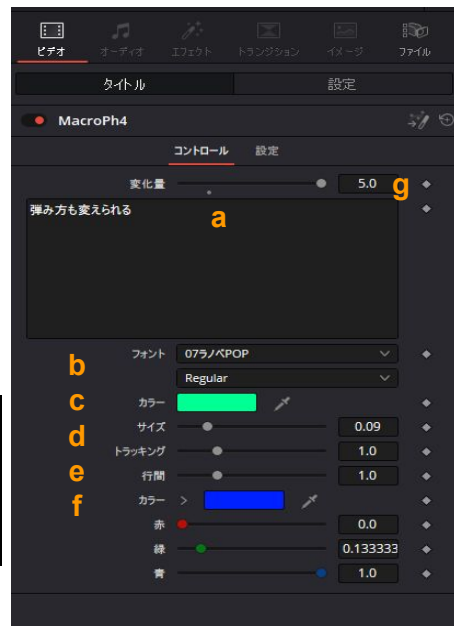 ビデオ オーディオ エフェクト トランジション イメージ ファイル
タイトル 設定
MacroPh4
コントロール 設定
変化量 5.0 g
弾み方も変えられる
a
フォント 07ラノベPOP
b
Regular
c カラー
d サイズ 0.09
トラッキング 1.0
e 行間 1.0
f カラー >
赤 0.0
緑 0.133333
青 1.0